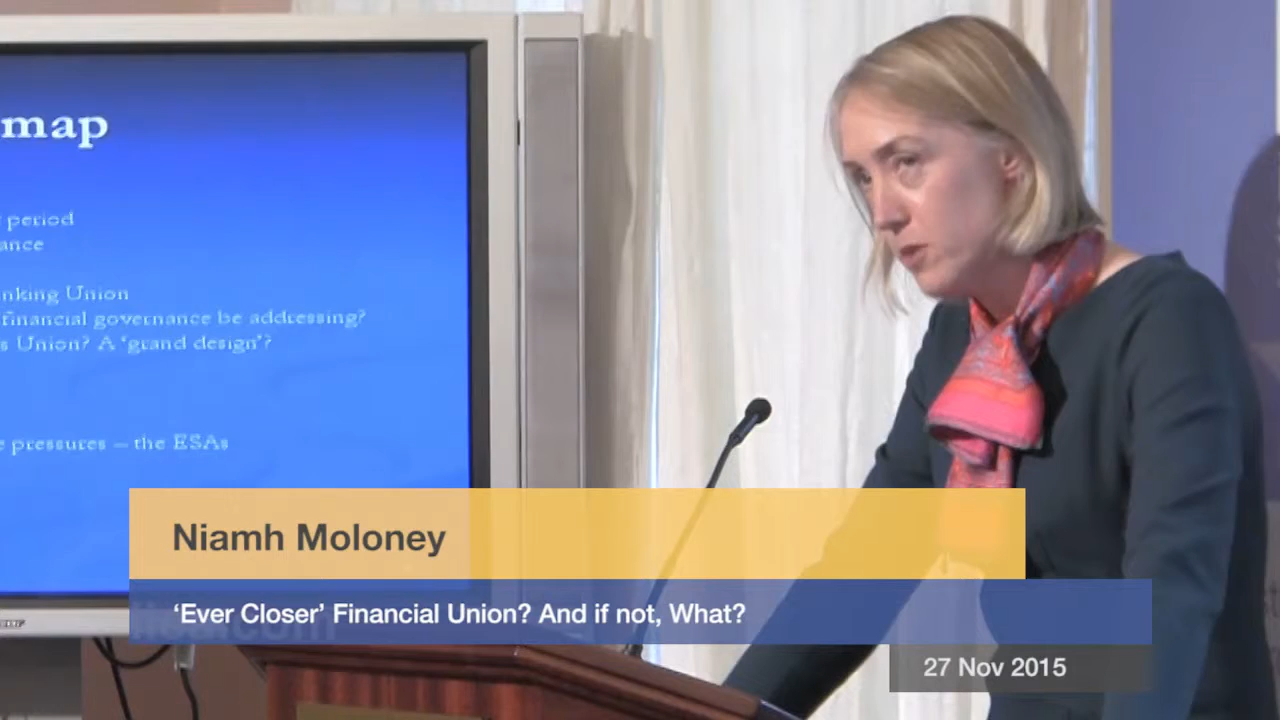 map
period
ance
nking Union
financial governance be addressing?
s Union? A 'grand design'?
e pressures – the ESAs
Niamh Moloney
'Ever Closer' Financial Union? And if not, What?
27 Nov 2015